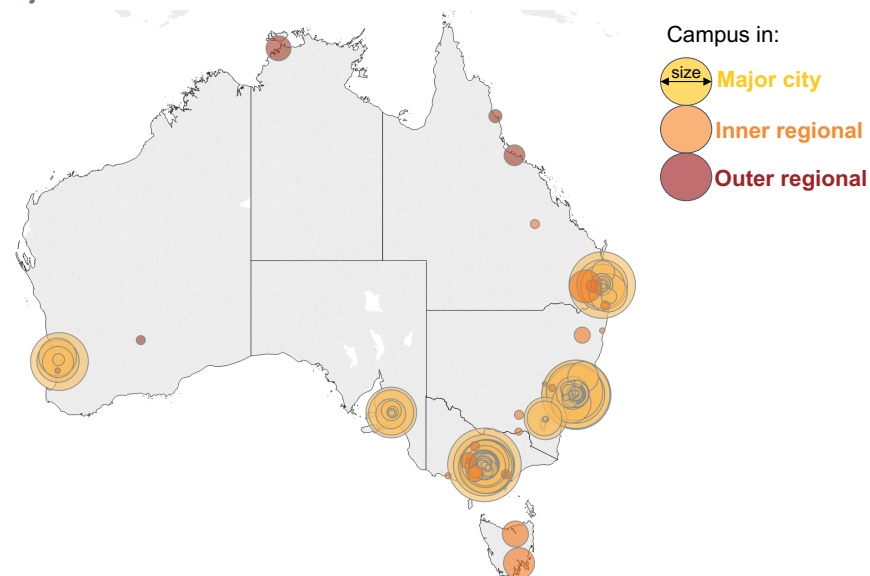 Campus in:
size
Major city
Inner regional
Outer regional